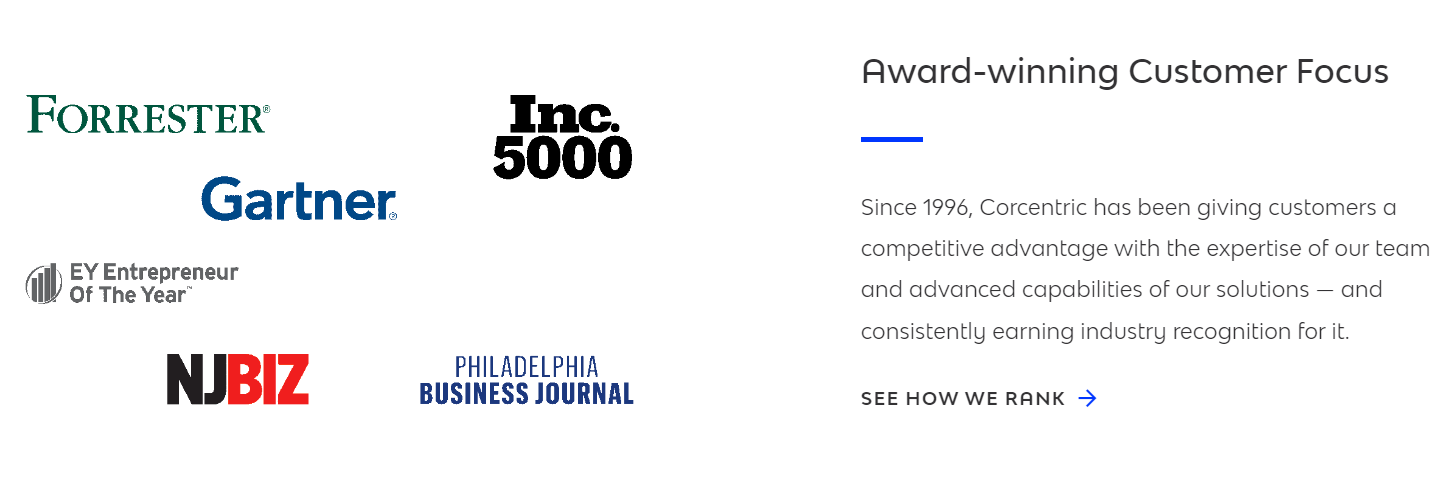 FORRESTER®
Inc.
5000
Gartner®
EY Entrepreneur
Of The Year™
NJBIZ
PHILADELPHIA
BUSINESS JOURNAL
Award-winning Customer Focus
Since 1996, Corcentric has been giving customers a
competitive advantage with the expertise of our team
and advanced capabilities of our solutions — and
consistently earning industry recognition for it.
SEE HOW WE RANK →